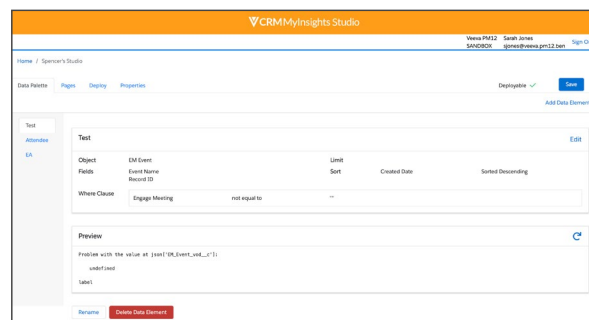 CRM MyInsights Studio
Veeva PM12 Sarah Jones
SANDBOX sjones@veeva.pm12.ben Sign O
Home / Spencer's Studio
Data Palette Pages Deploy Properties Deployable Save
Add Data Element
Test
Attendee
EA
Test Edit
Object EM Event Limit
Fields Event Name Sort Created Date Sorted Descending
Record ID
Where Clause Engage Meeting not equal to ""
Preview
Problem with the value at json['EM_Event_vod__c']:
undefined
label
Rename Delete Data Element